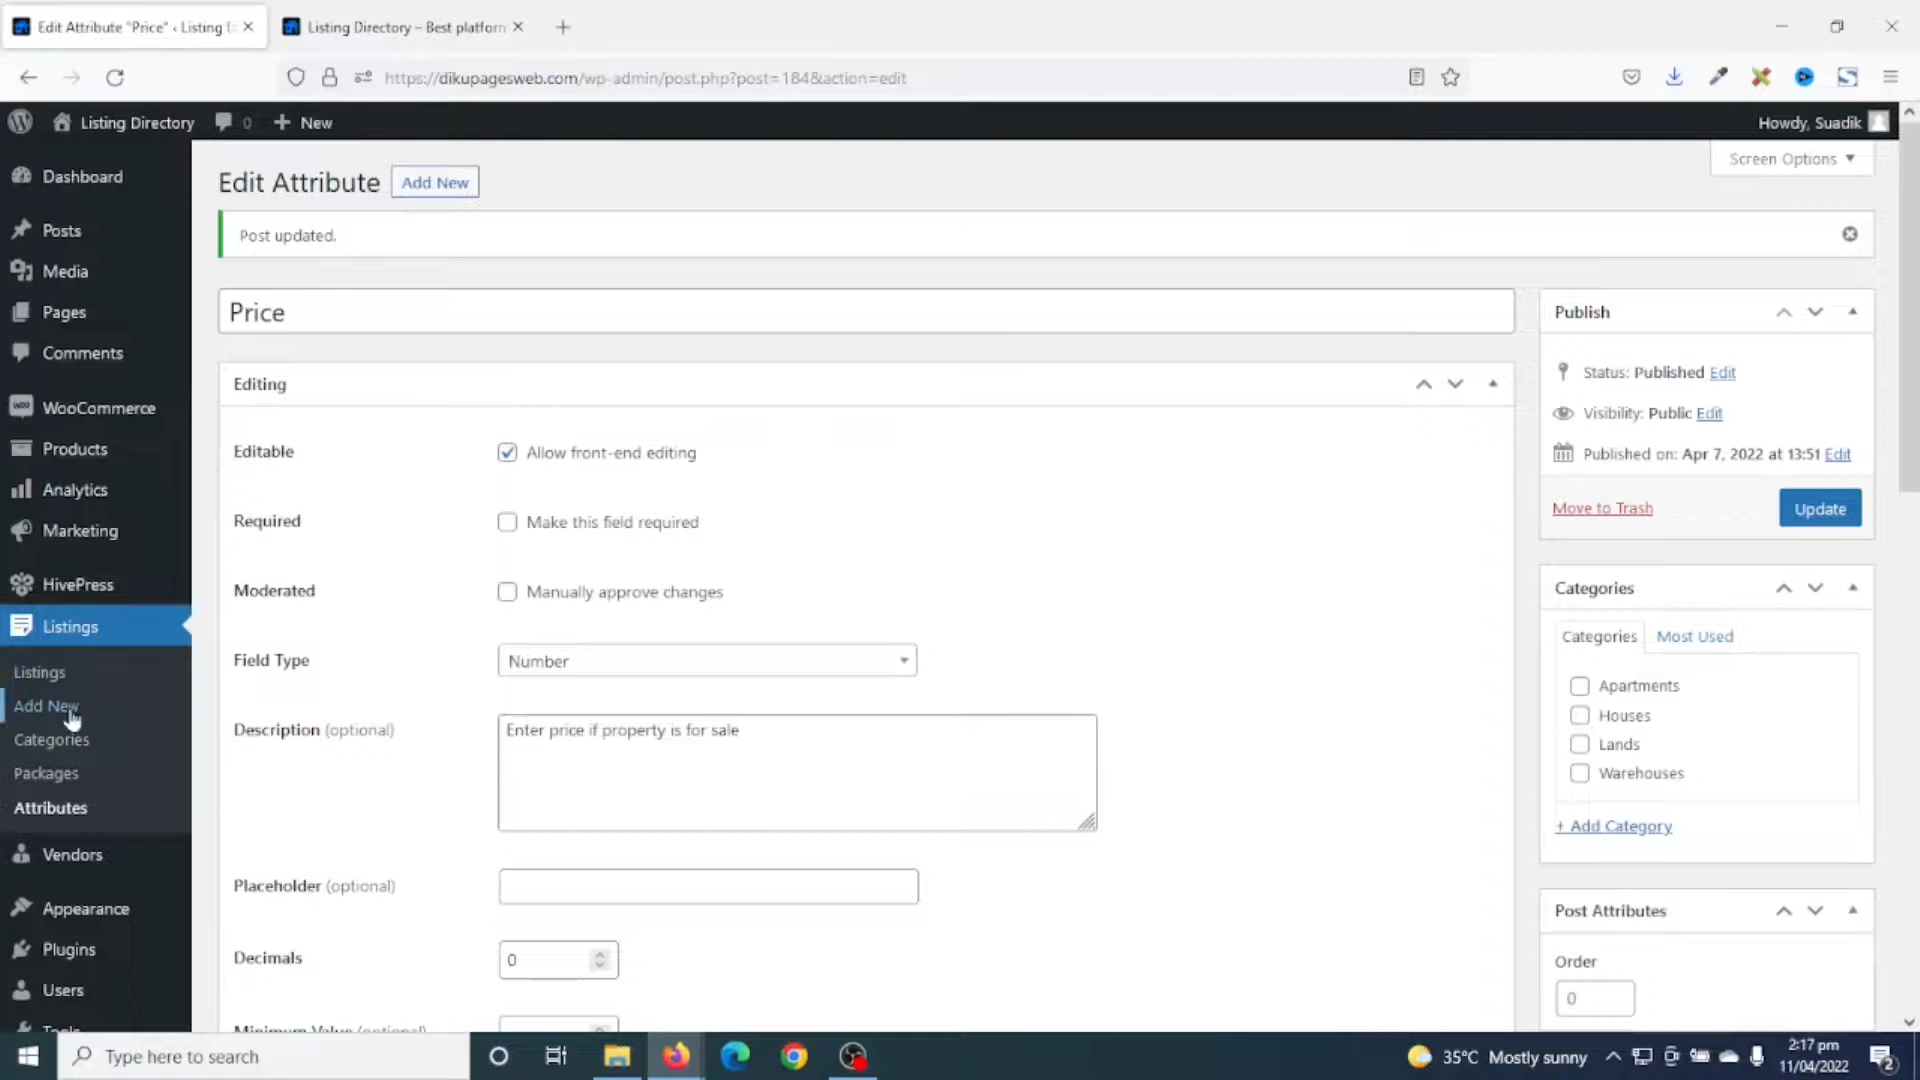 Edit Attribute "Price" ‹ Listing
Listing Directory – Best platform
https://dikupagesweb.com/wp-admin/post.php?post=184&action=edit
Listing Directory
0
New
Howdy, Suadik
Screen Options
Dashboard
Posts
Media
Pages
Comments
WooCommerce
Products
Analytics
Marketing
HivePress
Listings
Listings
Add New
Categories
Packages
Attributes
Vendors
Appearance
Plugins
Users
Tools
Edit Attribute
Add New
Post updated.
Price
Editing
Editable
Allow front-end editing
Required
Make this field required
Moderated
Manually approve changes
Field Type
Number
Description (optional)
Enter price if property is for sale
Placeholder (optional)
Decimals
0
Minimum Value (optional)
Publish
Status: Published Edit
Visibility: Public Edit
Published on: Apr 7, 2022 at 13:51 Edit
Move to Trash
Update
Categories
Categories
Most Used
Apartments
Houses
Lands
Warehouses
+ Add Category
Post Attributes
Order
0
Type here to search
35°C Mostly sunny
2:17 pm
11/04/2022
2